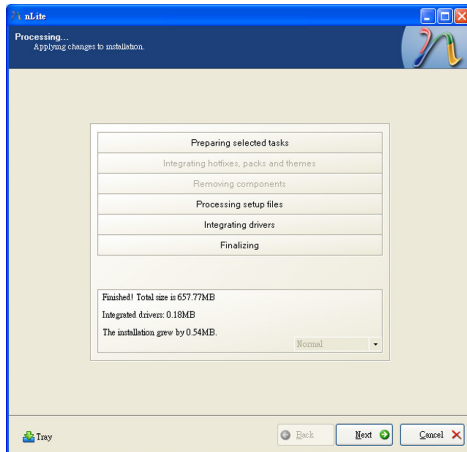 nLite
Processing...
Applying changes to installation.
Preparing selected tasks
Integrating hotfixes, packs and themes
Removing components
Processing setup files
Integrating drivers
Finalizing
Finished! Total size is 657.77MB
Integrated drivers: 0.18MB
The installation grew by 0.54MB.
Normal
Tray
Back
Next
Cancel